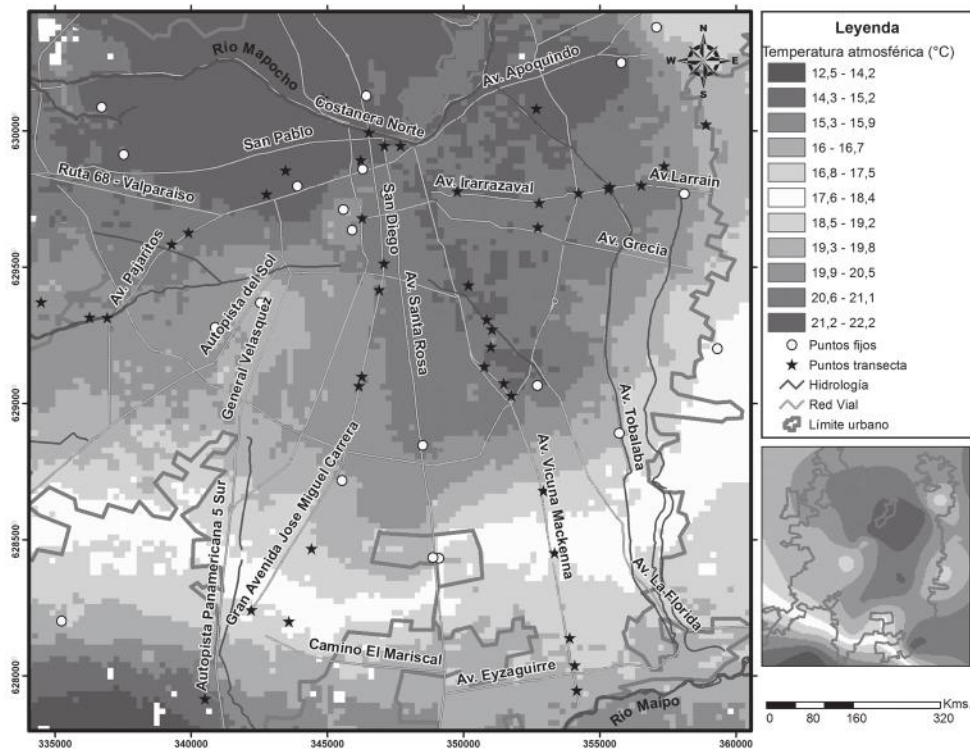 Rio Mapocho
Av. Apoquindo
Costanera Norte
San Pablo
Ruta 68 - Valparaiso
Av. Irarrazaval
Av.Larrain
San Diego
Av. Grecia
Av. Pajaritos
Autopista del Sol
General Velasquez
Av. Santa Rosa
Av. Tobalaba
Gran Avenida Jose Miguel Carrera
Av. Vicuna Mackenna
Autopista Panamericana 5 Sur
Av. La Florida
Camino El Mariscal
Av. Eyzaguirre
Rio Maipo
N
W
E
S
630000
629500
629000
628500
628000
335000
340000
345000
350000
355000
360000
Leyenda
Temperatura atmosférica (°C)
12,5 - 14,2
14,3 - 15,2
15,3 - 15,9
16 - 16,7
16,8 - 17,5
17,6 - 18,4
18,5 - 19,2
19,3 - 19,8
19,9 - 20,5
20,6 - 21,1
21,2 - 22,2
Puntos fijos
Puntos transecta
Hidrología
Red Vial
Límite urbano
Kms.
0 80 160 320